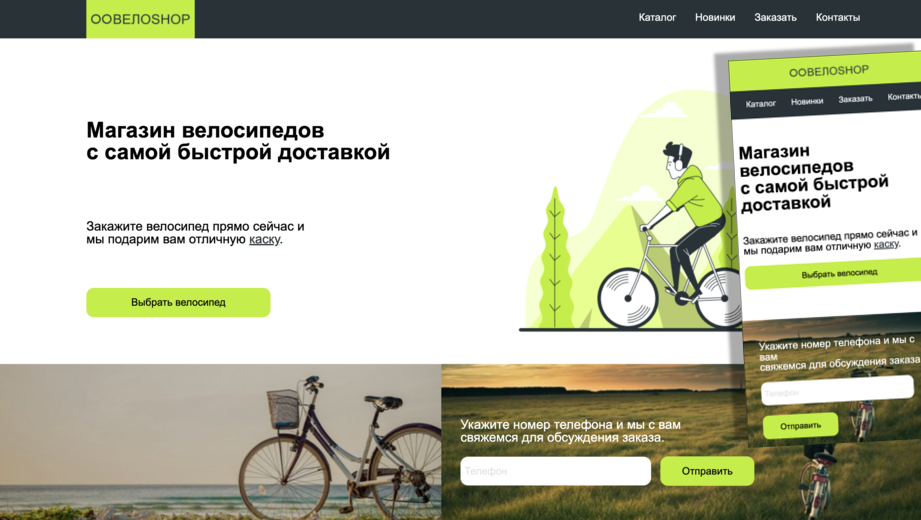 ООВЕЛОSHOP
Каталог Новинки Заказать Контакты
Магазин велосипедов
с самой быстрой доставкой
Закажите велосипед прямо сейчас и
мы подарим вам отличную каску.
Выбрать велосипед
Укажите номер телефона и мы с вам
свяжемся для обсуждения заказа.
Телефон
Отправить
ООВЕЛОSHOP
Каталог Новинки Заказать Контакты
Магазин
велосипедов
с самой быстрой
доставкой
Закажите велосипед прямо сейчас и
мы подарим вам отличную каску.
Выбрать велосипед
Укажите номер телефона и мы с
вам
свяжемся для обсуждения заказа
Телефон
Отправить